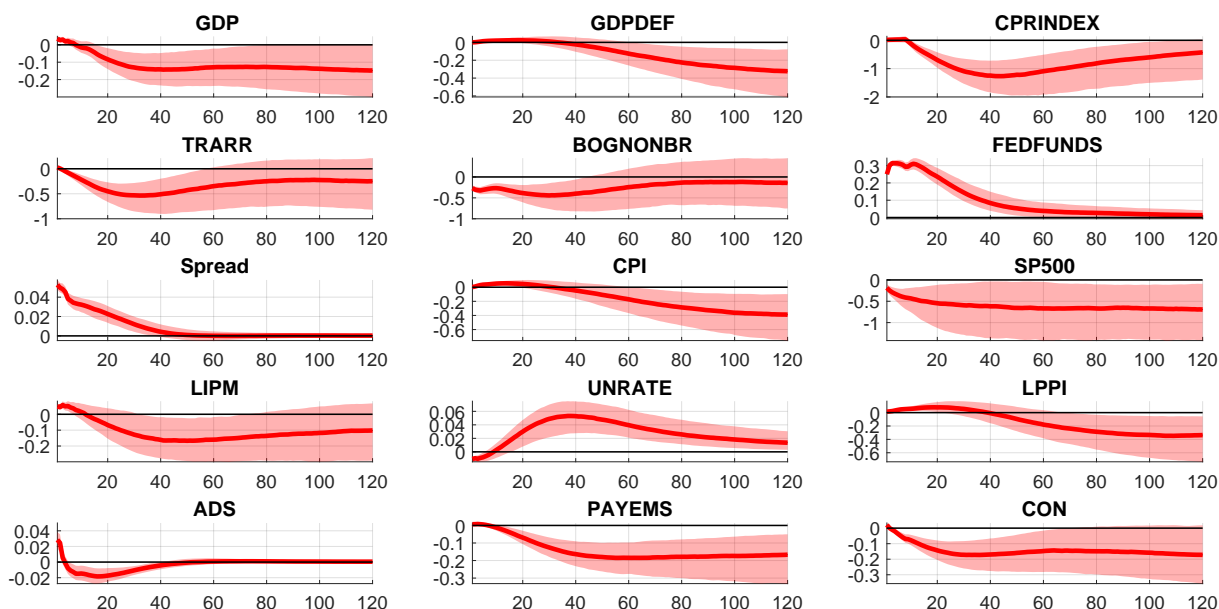 GDP GDPDEF CPRINDEX
0 0 0
-0.1 -0.2 -1
-0.2 -0.4 -2
-0.6
20 40 60 80 100 120 20 40 60 80 100 120 20 40 60 80 100 120
TRARR BOGNONBR FEDFUNDS
0 0 0.3
-0.5 -0.5 0.2
-1 -1 0.1
0
20 40 60 80 100 120 20 40 60 80 100 120 20 40 60 80 100 120
Spread CPI SP500
0.04 0 0
0.02 -0.2 -0.5
0 -0.4 -1
-0.6
20 40 60 80 100 120 20 40 60 80 100 120 20 40 60 80 100 120
LIPM UNRATE LPPI
0 0.06 0
-0.1 0.04 -0.2
-0.2 0.02 -0.4
0 -0.6
20 40 60 80 100 120 20 40 60 80 100 120 20 40 60 80 100 120
ADS PAYEMS CON
0.04 0 0
0.02 -0.1 -0.1
0 -0.2 -0.2
-0.02 -0.3 -0.3
20 40 60 80 100 120 20 40 60 80 100 120 20 40 60 80 100 120